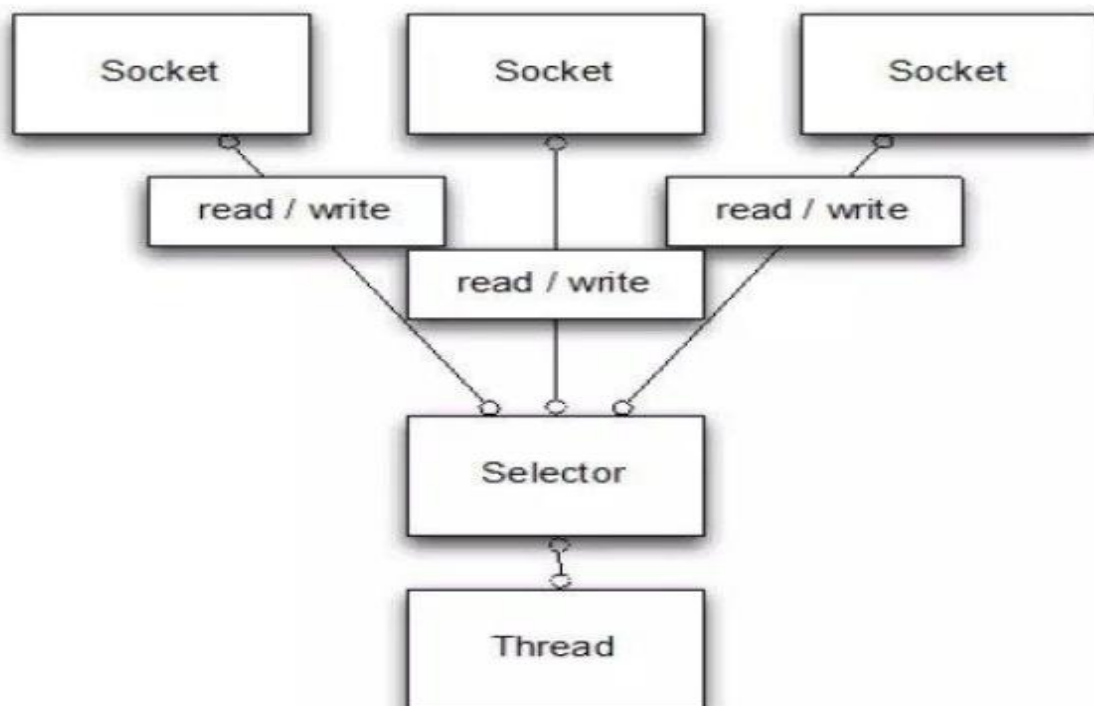 Socket
Socket
Socket
read / write
read / write
read / write
Selector
Thread